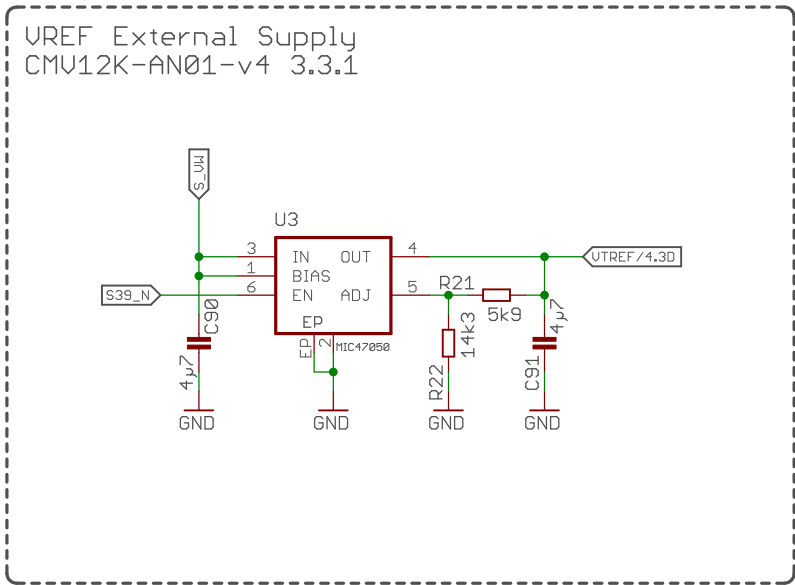 VREF External Supply
CMV12K-AN01-v4 3.3.1
S_VW
U3
3
IN
OUT
4
VTREF/4.3D
1
BIAS
S39_N
6
EN
ADJ
5
R21
5k9
C90
4µ7
EP
EP
2
MIC47050
14k3
R22
4µ7
C91
GND
GND
GND
GND